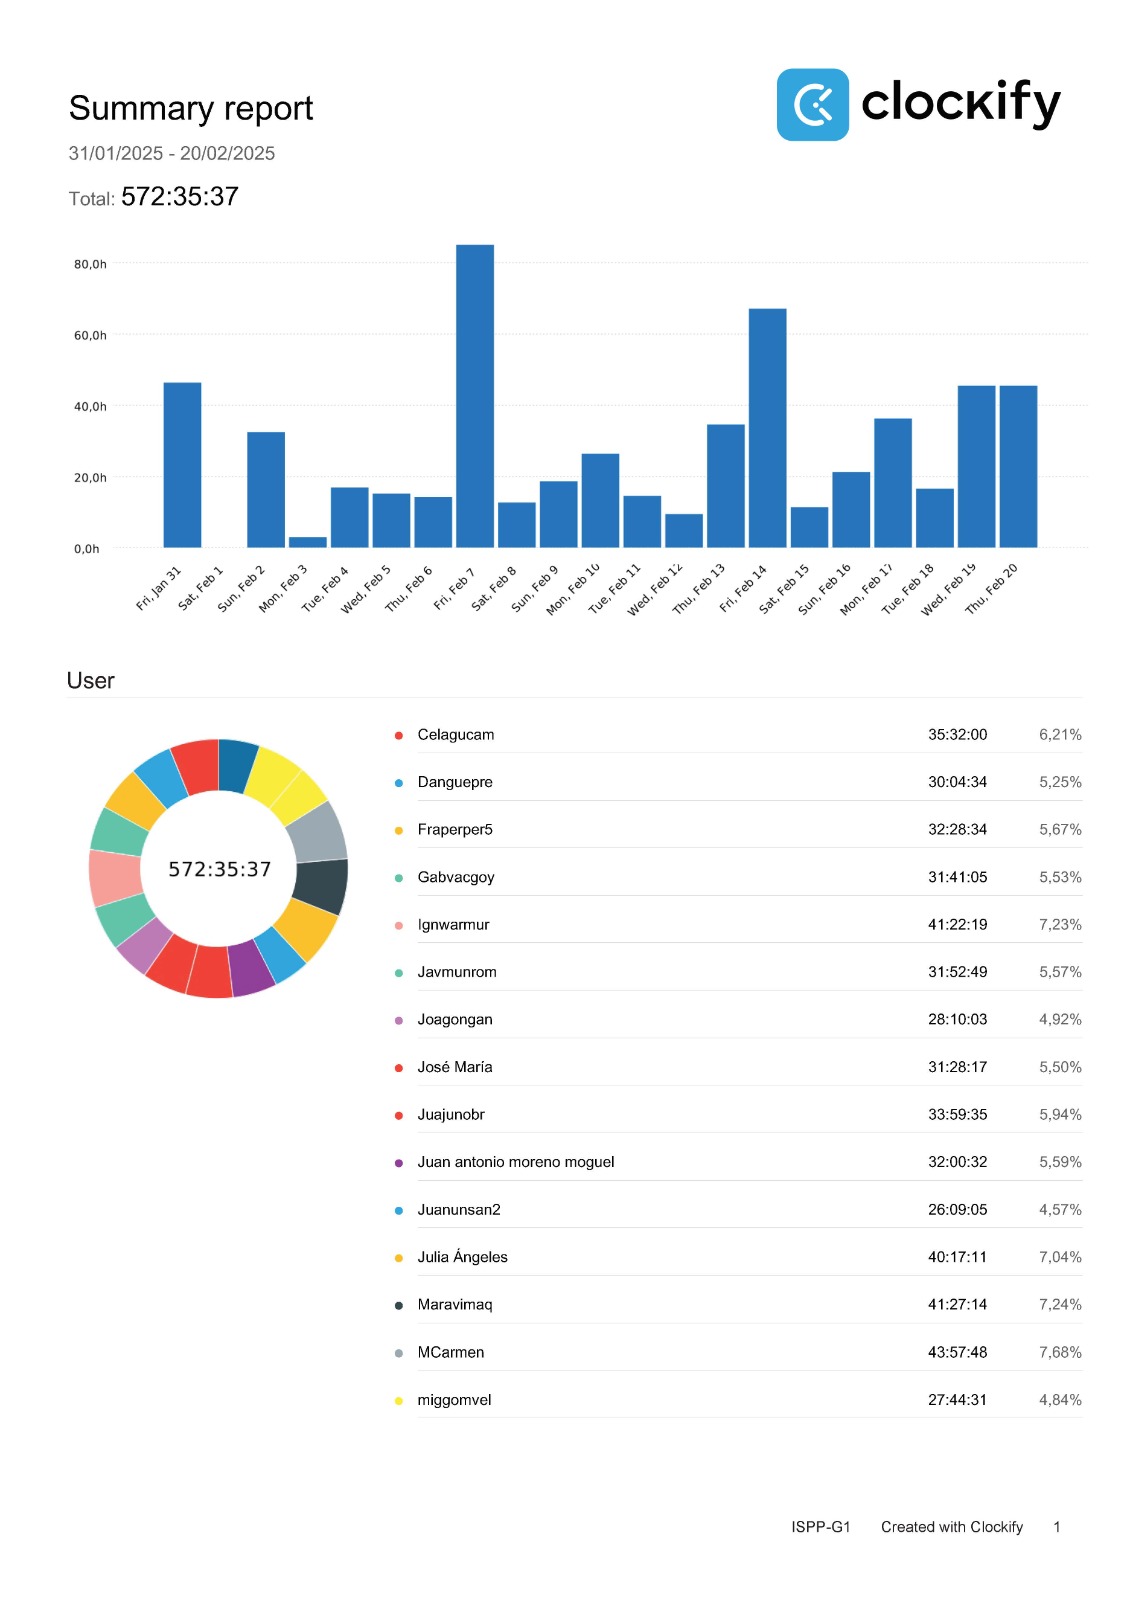 clockify
Summary report
31/01/2025 - 20/02/2025
Total: 572:35:37
80,0h
60,0h
40,0h
20,0h
0,0h
Fri, Jan 31
Sat, Feb 1
Sun, Feb 2
Mon, Feb 3
Tue, Feb 4
Wed, Feb 5
Thu, Feb 6
Fri, Feb 7
Sat, Feb 8
Sun, Feb 9
Mon, Feb 10
Tue, Feb 11
Wed, Feb 12
Thu, Feb 13
Fri, Feb 14
Sat, Feb 15
Sun, Feb 16
Mon, Feb 17
Tue, Feb 18
Wed, Feb 19
Thu, Feb 20
User
572:35:37
Celagucam 35:32:00 6,21%
Danguepre 30:04:34 5,25%
Fraperper5 32:28:34 5,67%
Gabvacgoy 31:41:05 5,53%
Ignwarmur 41:22:19 7,23%
Javmunrom 31:52:49 5,57%
Joagongan 28:10:03 4,92%
José María 31:28:17 5,50%
Juajunobr 33:59:35 5,94%
Juan antonio moreno moguel 32:00:32 5,59%
Juanunsan2 26:09:05 4,57%
Julia Ángeles 40:17:11 7,04%
Maravimaq 41:27:14 7,24%
MCarmen 43:57:48 7,68%
miggomvel 27:44:31 4,84%
ISPP-G1 Created with Clockify 1